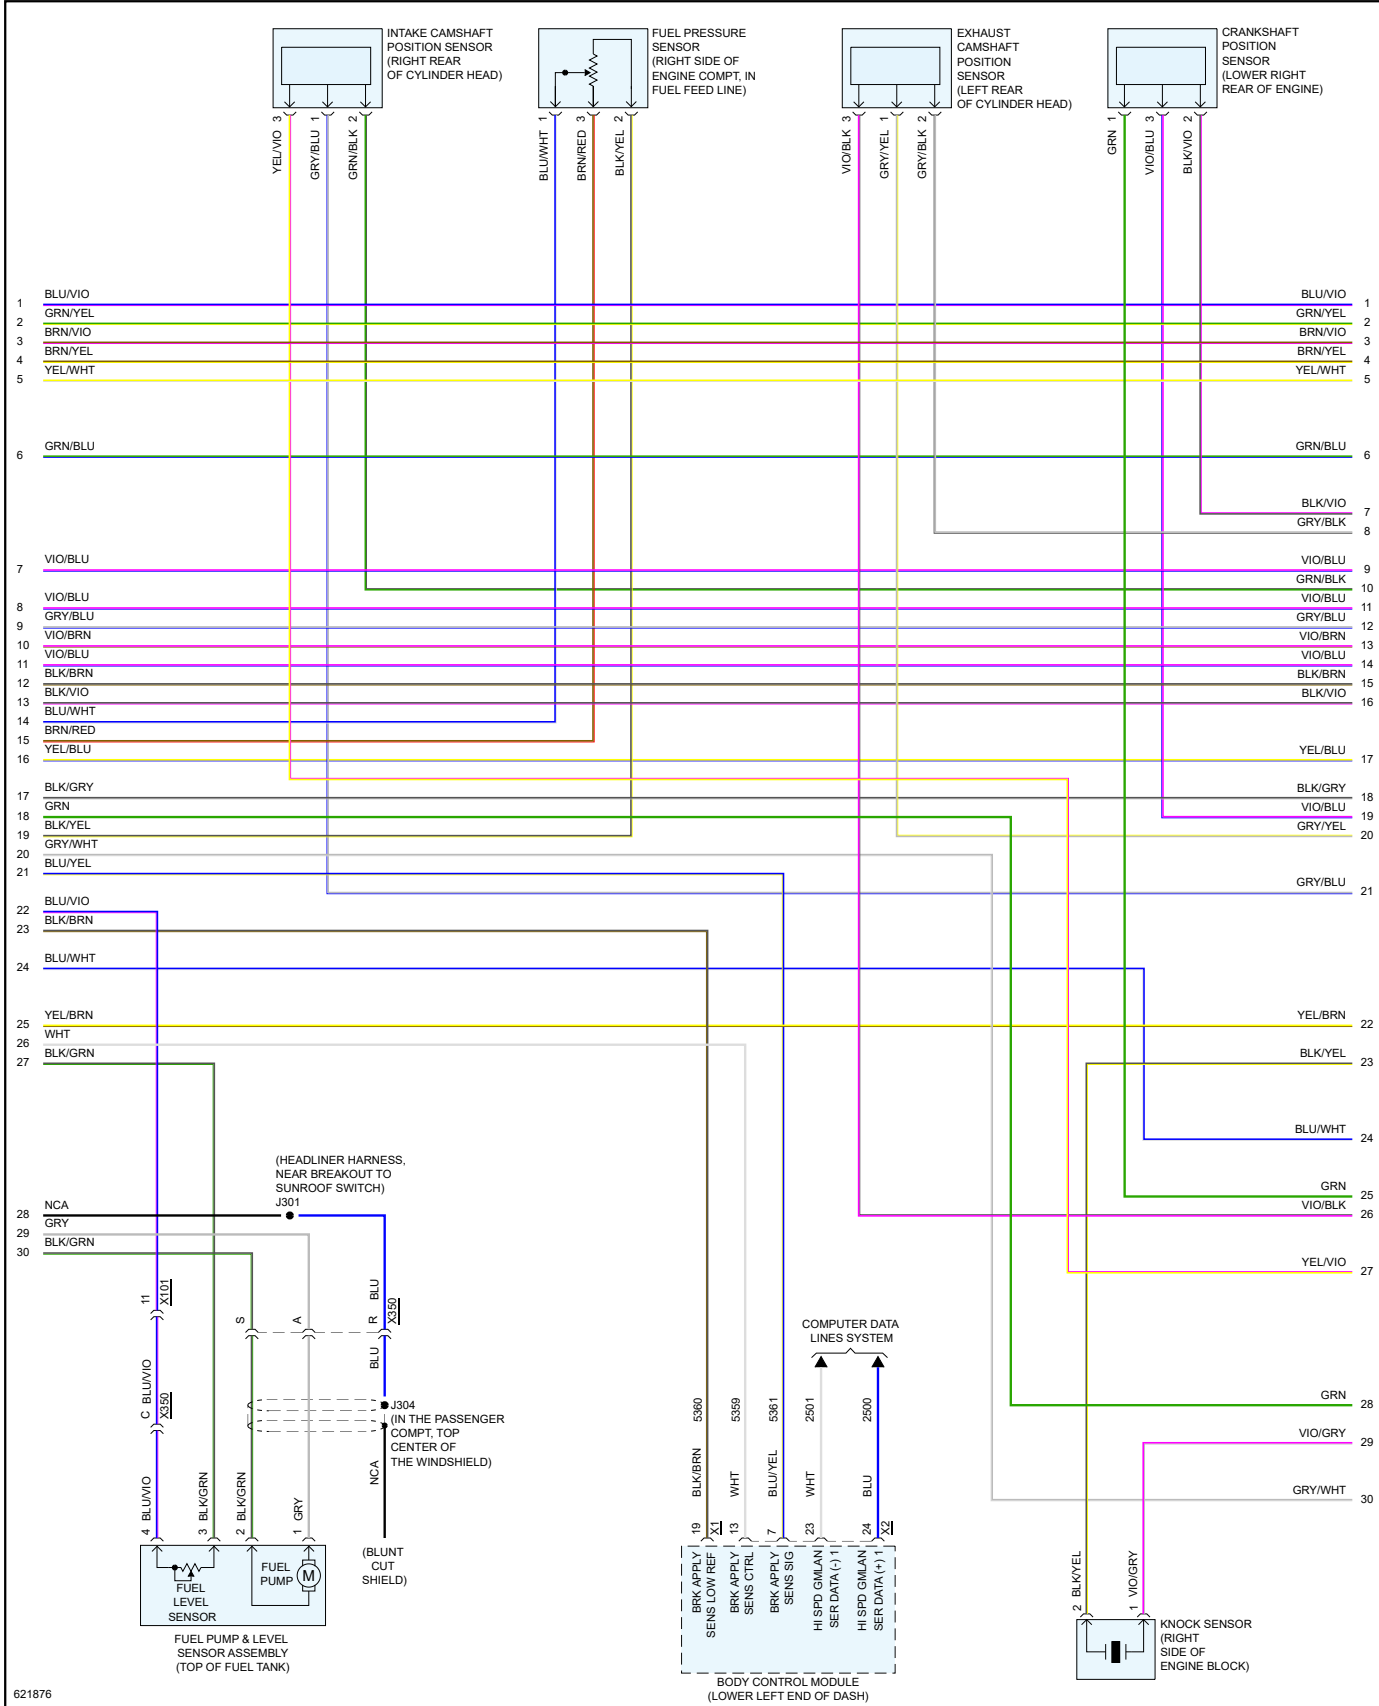 INTAKE CAMSHAFT
POSITION SENSOR
(RIGHT REAR
OF CYLINDER HEAD)
FUEL PRESSURE
SENSOR
(RIGHT SIDE OF
ENGINE COMPT, IN
FUEL FEED LINE)
EXHAUST
CAMSHAFT
POSITION
SENSOR
(LEFT REAR
OF CYLINDER HEAD)
CRANKSHAFT
POSITION
SENSOR
(LOWER RIGHT
REAR OF ENGINE)
YEL/VIO 3
GRY/BLU 1
GRN/BLK 2
BLU/WHT 1
BRN/RED 3
BLK/YEL 2
VIO/BLK 3
GRY/YEL 1
GRY/BLK 2
GRN 1
VIO/BLU 3
BLK/VIO 2
1 BLU/VIO BLU/VIO 1
2 GRN/YEL GRN/YEL 2
3 BRN/VIO BRN/VIO 3
4 BRN/YEL BRN/YEL 4
5 YEL/WHT YEL/WHT 5
6 GRN/BLU GRN/BLU 6
BLK/VIO 7
GRY/BLK 8
7 VIO/BLU VIO/BLU 9
GRN/BLK 10
8 VIO/BLU VIO/BLU 11
9 GRY/BLU GRY/BLU 12
10 VIO/BRN VIO/BRN 13
11 VIO/BLU VIO/BLU 14
12 BLK/BRN BLK/BRN 15
13 BLK/VIO BLK/VIO 16
14 BLU/WHT
15 BRN/RED
16 YEL/BLU YEL/BLU 17
17 BLK/GRY BLK/GRY 18
18 GRN VIO/BLU 19
19 BLK/YEL GRY/YEL 20
20 GRY/WHT
21 BLU/YEL
GRY/BLU 21
22 BLU/VIO
23 BLK/BRN
24 BLU/WHT
25 YEL/BRN YEL/BRN 22
26 WHT
27 BLK/GRN BLK/YEL 23
BLU/WHT 24
(HEADLINER HARNESS,
NEAR BREAKOUT TO
SUNROOF SWITCH)
J301
GRN 25
28 NCA VIO/BLK 26
29 GRY
30 BLK/GRN
YEL/VIO 27
11
X101
S
A
R
BLU
X350
BLU
COMPUTER DATA
LINES SYSTEM
C BLU/VIO
X350
J304
(IN THE PASSENGER
COMPT, TOP
CENTER OF
THE WINDSHIELD)
NCA
GRN 28
VIO/GRY 29
GRY/WHT 30
4 BLU/VIO
3 BLK/GRN
2 BLK/GRN
1 GRY
(BLUNT
CUT
SHIELD)
19 BLK/BRN 5360
X1
13 WHT 5359
7 BLU/YEL 5361
23 WHT 2501
24 BLU 2500
X2
FUEL
LEVEL
SENSOR
FUEL
PUMP
M
FUEL PUMP & LEVEL
SENSOR ASSEMBLY
(TOP OF FUEL TANK)
BRK APPLY
SENS LOW REF
BRK APPLY
SENS CTRL
BRK APPLY
SENS SIG
HI SPD GMLAN
SER DATA (-) 1
HI SPD GMLAN
SER DATA (+) 1
BODY CONTROL MODULE
(LOWER LEFT END OF DASH)
2 BLK/YEL
1 VIO/GRY
KNOCK SENSOR
(RIGHT
SIDE OF
ENGINE BLOCK)
621876